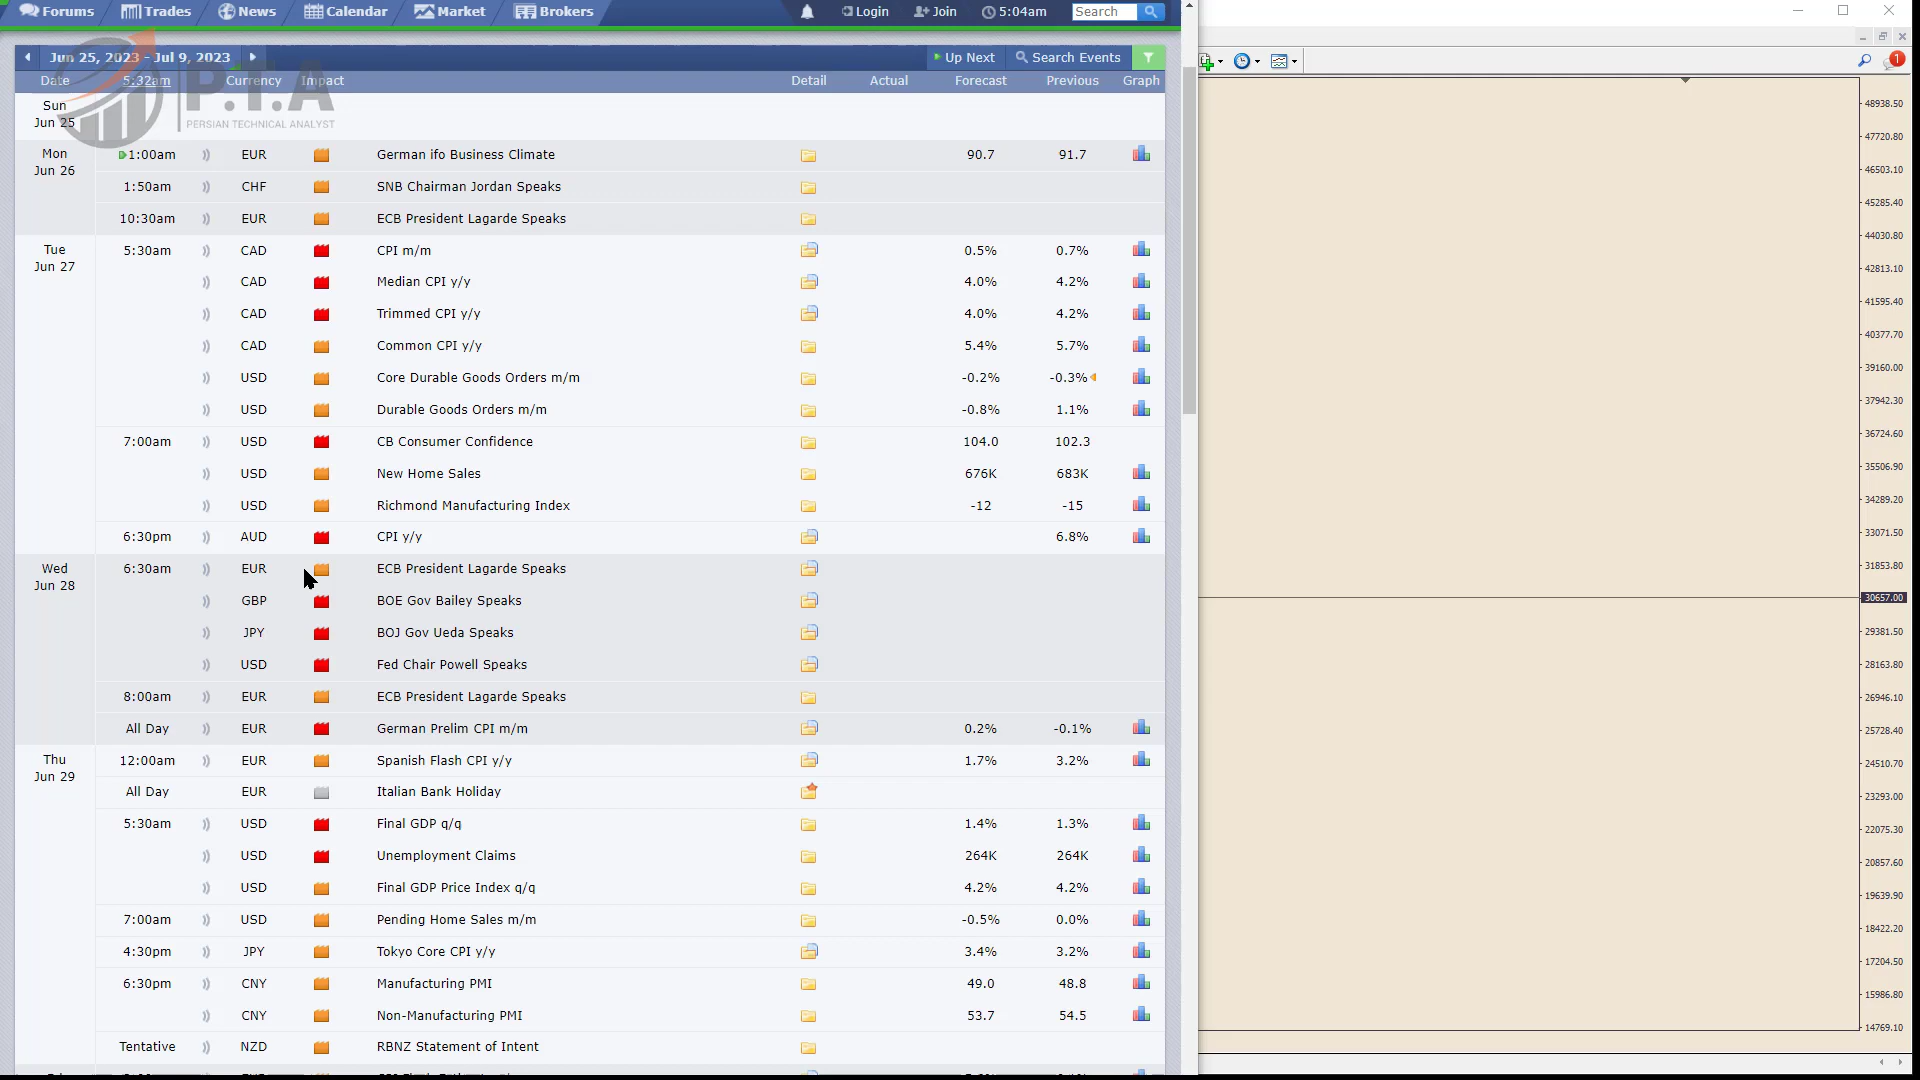 Forums Trades News Calendar Market Brokers Login Join 5:04am Search
Jun 25, 2023 - Jul 9, 2023 Up Next Search Events
Date 5:32am Currency Impact Detail Actual Forecast Previous Graph
P.T.A
PERSIAN TECHNICAL ANALYST
Sun
Jun 25
Mon
Jun 26
1:00am EUR German ifo Business Climate 90.7 91.7
1:50am CHF SNB Chairman Jordan Speaks
10:30am EUR ECB President Lagarde Speaks
Tue
Jun 27
5:30am CAD CPI m/m 0.5% 0.7%
CAD Median CPI y/y 4.0% 4.2%
CAD Trimmed CPI y/y 4.0% 4.2%
CAD Common CPI y/y 5.4% 5.7%
USD Core Durable Goods Orders m/m -0.2% -0.3%
USD Durable Goods Orders m/m -0.8% 1.1%
7:00am USD CB Consumer Confidence 104.0 102.3
USD New Home Sales 676K 683K
USD Richmond Manufacturing Index -12 -15
6:30pm AUD CPI y/y 6.8%
Wed
Jun 28
6:30am EUR ECB President Lagarde Speaks
GBP BOE Gov Bailey Speaks
JPY BOJ Gov Ueda Speaks
USD Fed Chair Powell Speaks
8:00am EUR ECB President Lagarde Speaks
All Day EUR German Prelim CPI m/m 0.2% -0.1%
Thu
Jun 29
12:00am EUR Spanish Flash CPI y/y 1.7% 3.2%
All Day EUR Italian Bank Holiday
5:30am USD Final GDP q/q 1.4% 1.3%
USD Unemployment Claims 264K 264K
USD Final GDP Price Index q/q 4.2% 4.2%
7:00am USD Pending Home Sales m/m -0.5% 0.0%
4:30pm JPY Tokyo Core CPI y/y 3.4% 3.2%
6:30pm CNY Manufacturing PMI 49.0 48.8
CNY Non-Manufacturing PMI 53.7 54.5
Tentative NZD RBNZ Statement of Intent
1
48938.50
47720.80
46503.10
45285.40
44030.80
42813.10
41595.40
40377.70
39160.00
37942.30
36724.60
35506.90
34289.20
33071.50
31853.80
30657.00
29381.50
28163.80
26946.10
25728.40
24510.70
23293.00
22075.30
20857.60
19639.90
18422.20
17204.50
15986.80
14769.10